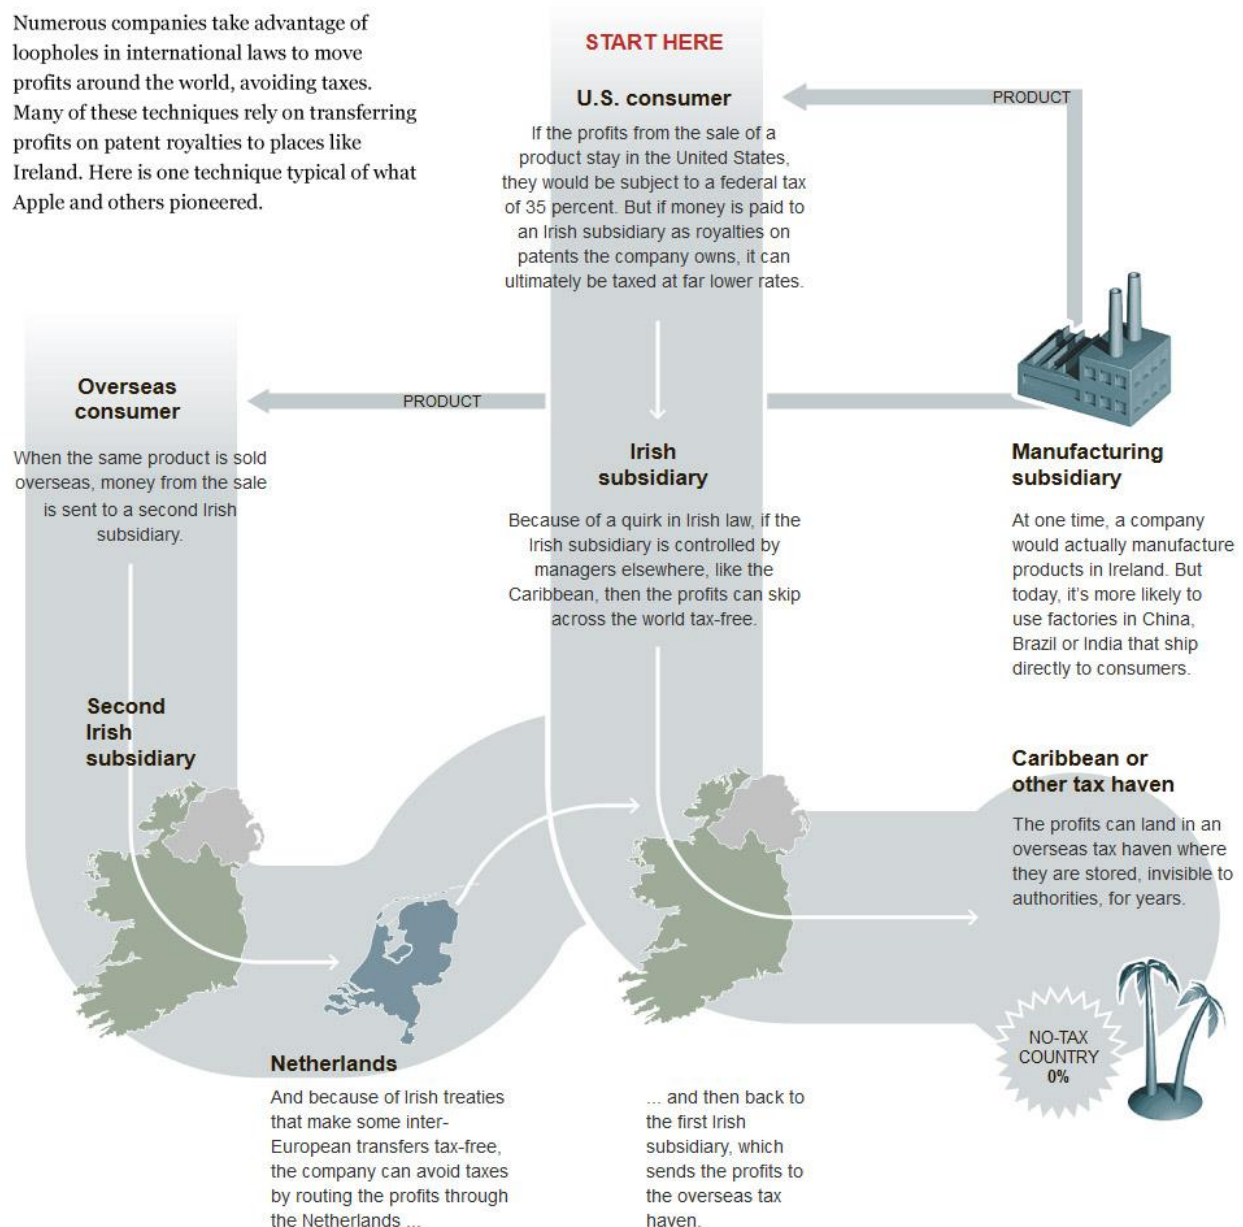 Numerous companies take advantage of
loopholes in international laws to move
profits around the world, avoiding taxes.
Many of these techniques rely on transferring
profits on patent royalties to places like
Ireland. Here is one technique typical of what
Apple and others pioneered.
START HERE
U.S. consumer
If the profits from the sale of a
product stay in the United States,
they would be subject to a federal tax
of 35 percent. But if money is paid to
an Irish subsidiary as royalties on
patents the company owns, it can
ultimately be taxed at far lower rates.
PRODUCT
Overseas
consumer
When the same product is sold
overseas, money from the sale
is sent to a second Irish
subsidiary.
PRODUCT
Irish
subsidiary
Because of a quirk in Irish law, if the
Irish subsidiary is controlled by
managers elsewhere, like the
Caribbean, then the profits can skip
across the world tax-free.
Manufacturing
subsidiary
At one time, a company
would actually manufacture
products in Ireland. But
today, it's more likely to
use factories in China,
Brazil or India that ship
directly to consumers.
Second
Irish
subsidiary
Caribbean or
other tax haven
The profits can land in an
overseas tax haven where
they are stored, invisible to
authorities, for years.
NO-TAX
COUNTRY
0%
Netherlands
And because of Irish treaties
that make some inter-
European transfers tax-free,
the company can avoid taxes
by routing the profits through
the Netherlands ...
... and then back to
the first Irish
subsidiary, which
sends the profits to
the overseas tax
haven.